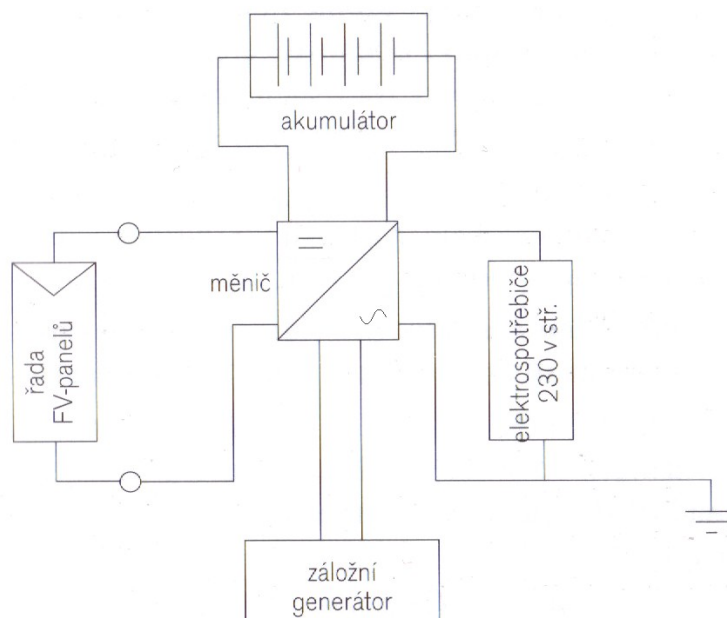 akumulátor
měnič
řada
FV-panelů
elektrospotřebiče
230 v stř.
záložní
generátor